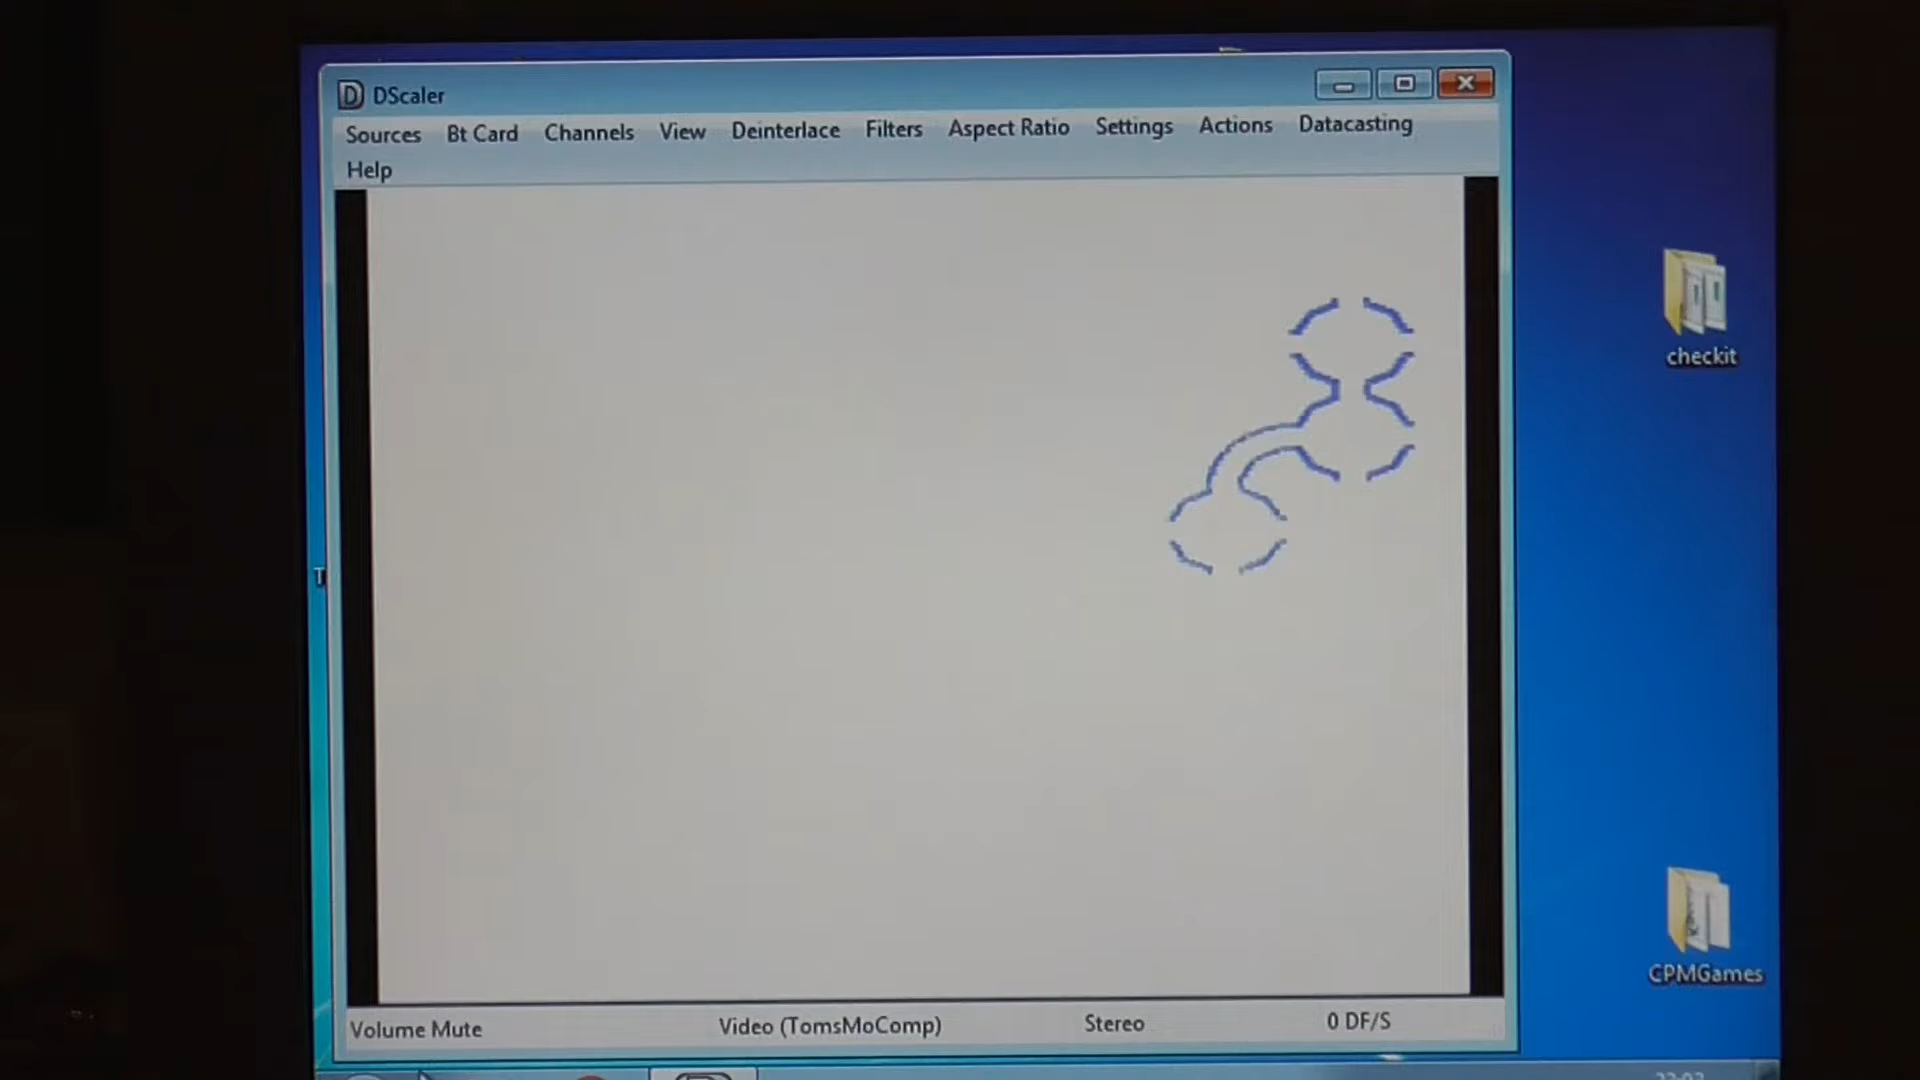 DScaler
Sources Bt Card Channels View Deinterlace Filters Aspect Ratio Settings Actions Datacasting
Help
checkit
T
CPMGames
Volume Mute Video (TomsMoComp) Stereo 0 DF/S